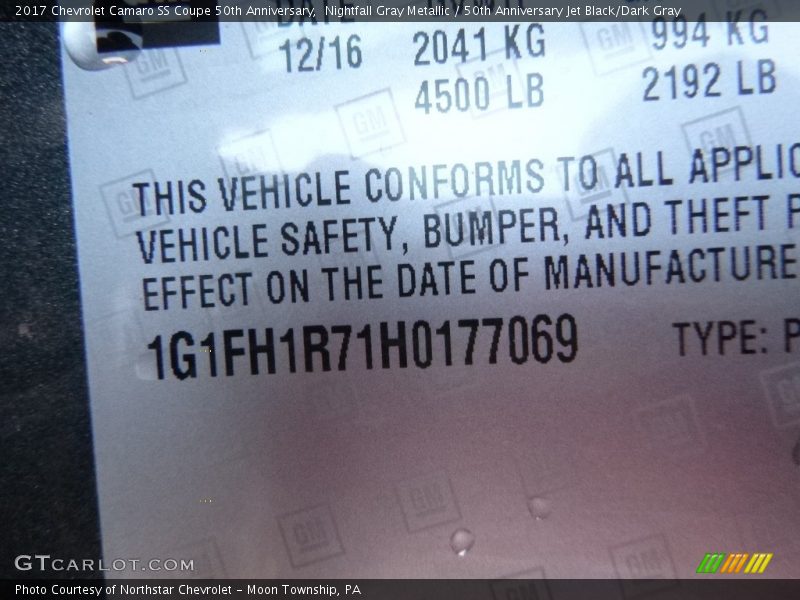 2017 Chevrolet Camaro SS Coupe 50th Anniversary, Nightfall Gray Metallic / 50th Anniversary Jet Black/Dark Gray
DATE
12/16 2041 KG 994 KG
4500 LB 2192 LB
THIS VEHICLE CONFORMS TO ALL APPLIC
VEHICLE SAFETY, BUMPER, AND THEFT P
EFFECT ON THE DATE OF MANUFACTURE
1G1FH1R71H0177069 TYPE: P
GTCARLOT.COM
Photo Courtesy of Northstar Chevrolet - Moon Township, PA